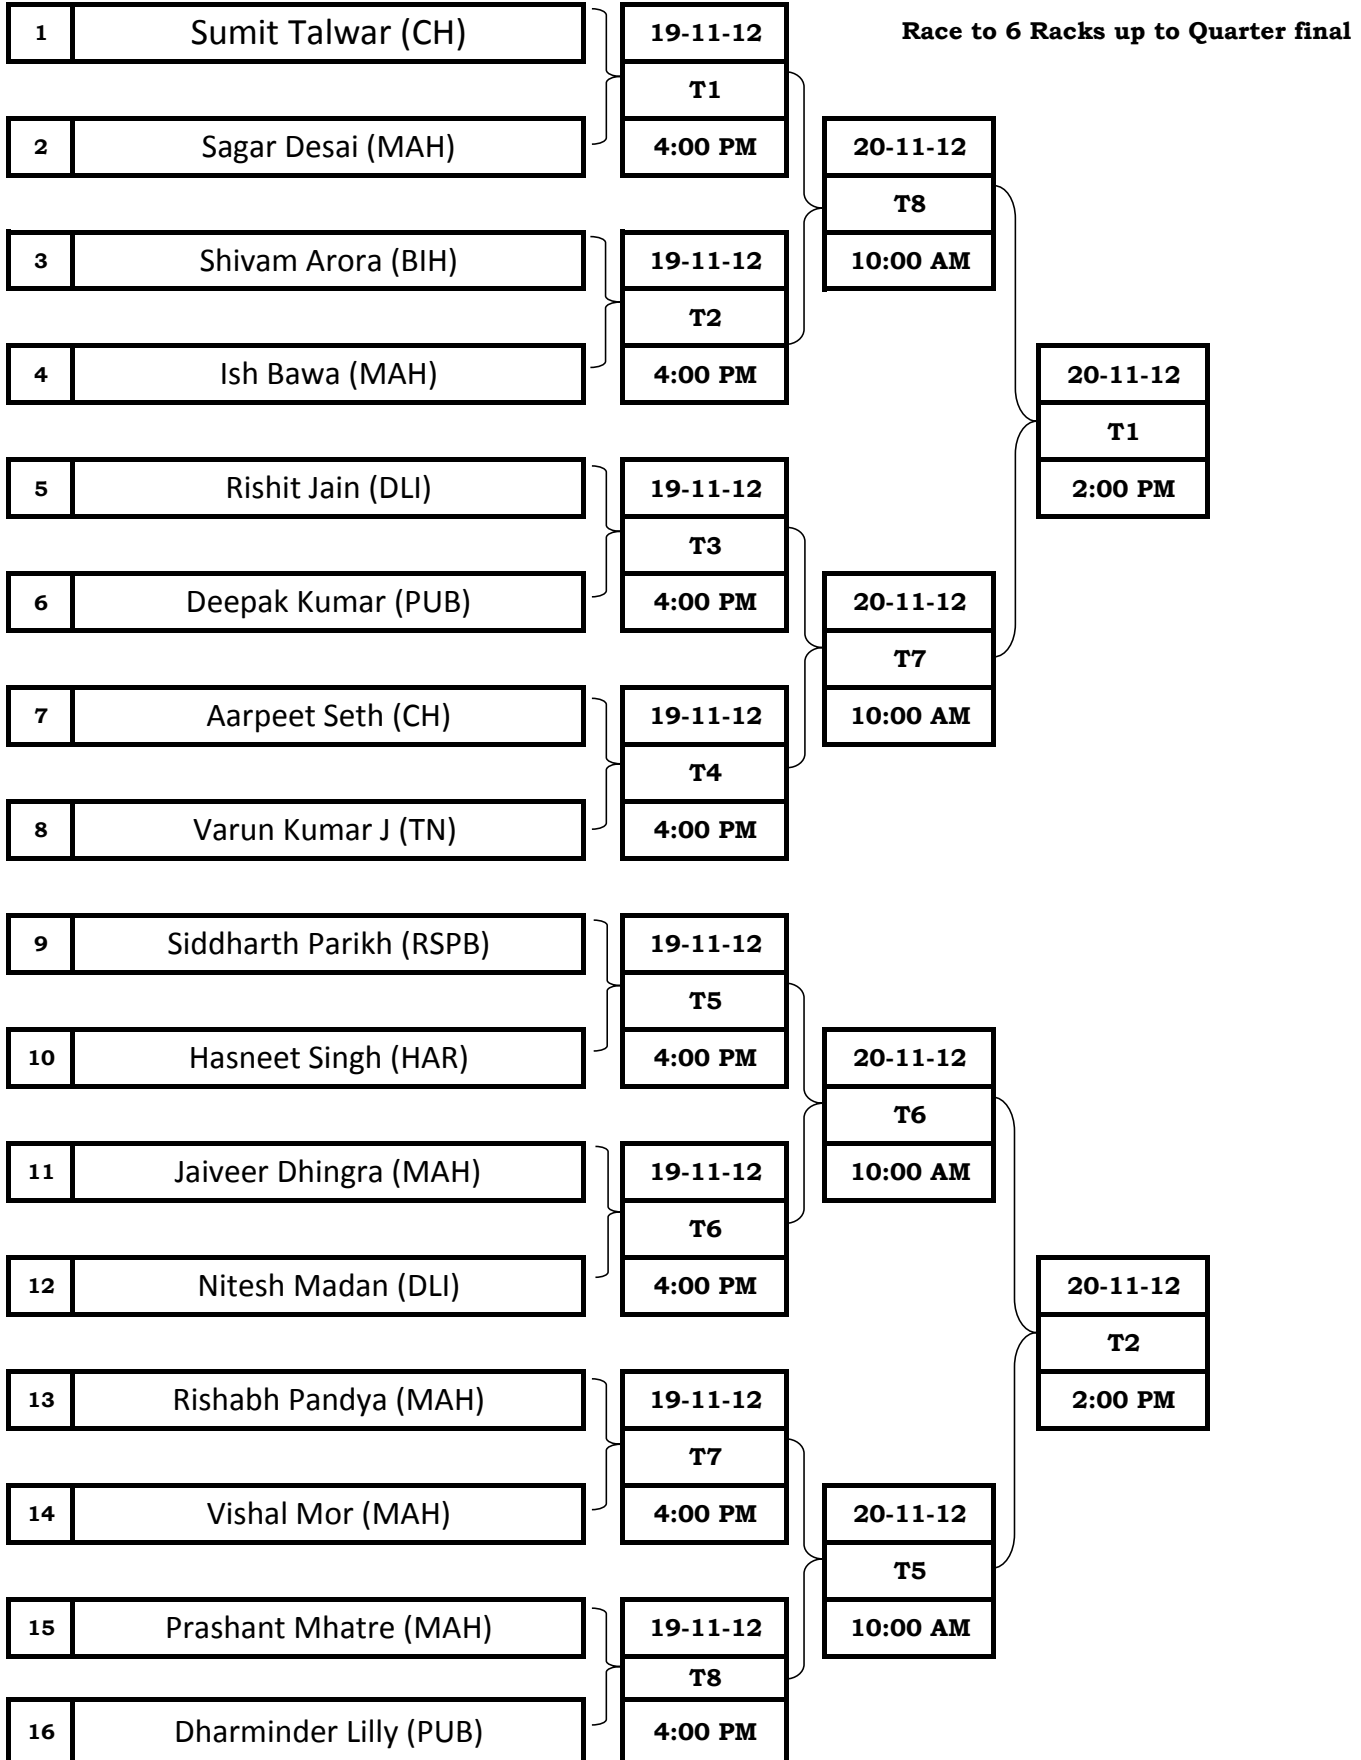 1 Sumit Talwar (CH) 19-11-12 Race to 6 Racks up to Quarter final
T1
2 Sagar Desai (MAH) 4:00 PM 20-11-12
T8
3 Shivam Arora (BIH) 19-11-12 10:00 AM
T2
4 Ish Bawa (MAH) 4:00 PM 20-11-12
T1
5 Rishit Jain (DLI) 19-11-12 2:00 PM
T3
6 Deepak Kumar (PUB) 4:00 PM 20-11-12
T7
7 Aarpeet Seth (CH) 19-11-12 10:00 AM
T4
8 Varun Kumar J (TN) 4:00 PM
9 Siddharth Parikh (RSPB) 19-11-12
T5
10 Hasneet Singh (HAR) 4:00 PM 20-11-12
T6
11 Jaiveer Dhingra (MAH) 19-11-12 10:00 AM
T6
12 Nitesh Madan (DLI) 4:00 PM 20-11-12
T2
13 Rishabh Pandya (MAH) 19-11-12 2:00 PM
T7
14 Vishal Mor (MAH) 4:00 PM 20-11-12
T5
15 Prashant Mhatre (MAH) 19-11-12 10:00 AM
T8
16 Dharminder Lilly (PUB) 4:00 PM